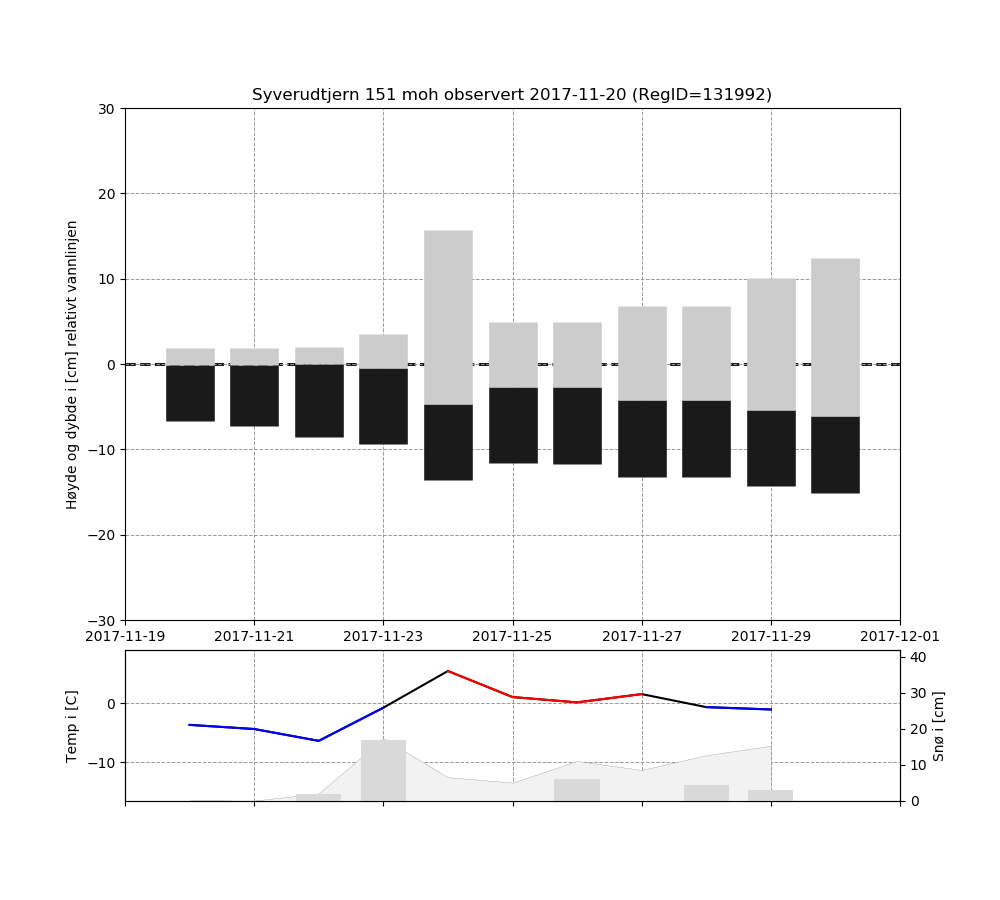 Syverudtjern 151 moh observert 2017-11-20 (RegID=131992)
Høyde og dybde i [cm] relativt vannlinjen
30
20
10
0
−10
−20
−30
2017-11-19 2017-11-21 2017-11-23 2017-11-25 2017-11-27 2017-11-29 2017-12-01
Temp i [C]
0
−10
40
30
20
10
0
Snø i [cm]